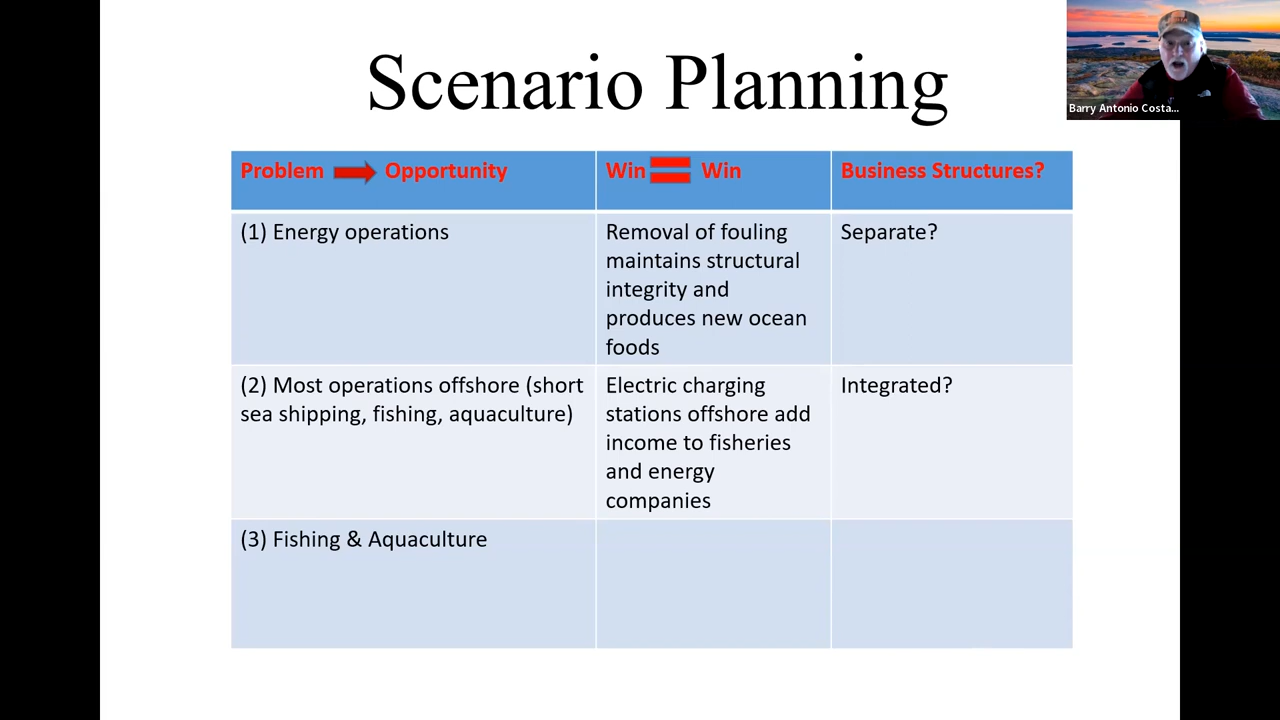 Scenario Planning
Barry Antonio Costa...
Problem Opportunity
Win Win
Business Structures?
(1) Energy operations
Removal of fouling
maintains structural
integrity and
produces new ocean
foods
Separate?
(2) Most operations offshore (short
sea shipping, fishing, aquaculture)
Electric charging
stations offshore add
income to fisheries
and energy
companies
Integrated?
(3) Fishing & Aquaculture